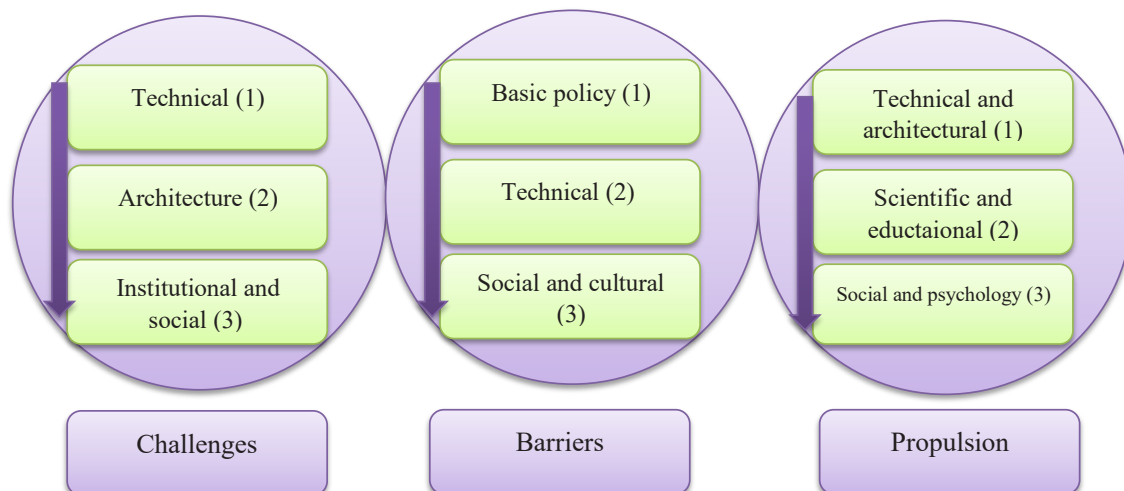 Technical (1)
Architecture (2)
Institutional and
social (3)
Challenges
Basic policy (1)
Technical (2)
Social and cultural
(3)
Barriers
Technical and
architectural (1)
Scientific and
eductaional (2)
Social and psychology (3)
Propulsion